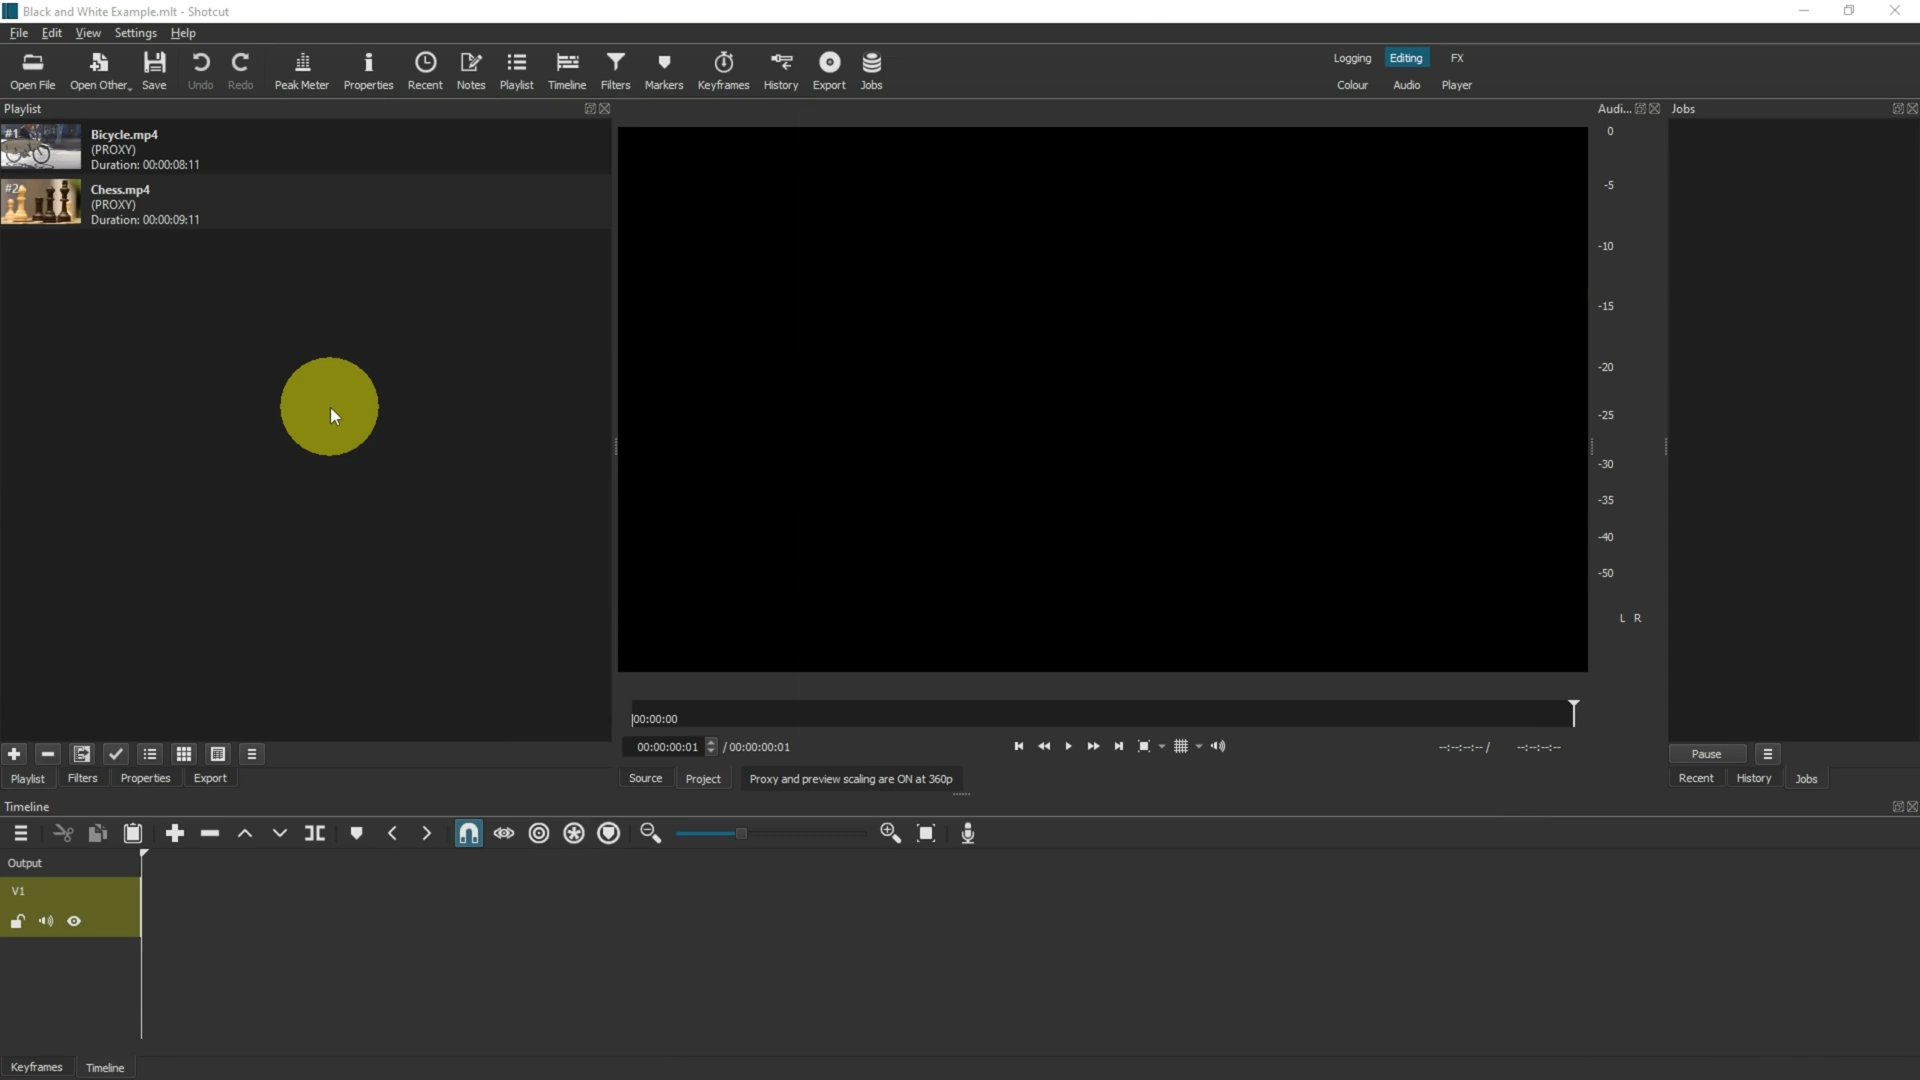 Black and White Example.mlt - Shotcut
File Edit View Settings Help
Open File Open Other Save Undo Redo Peak Meter Properties Recent Notes Playlist Timeline Filters Markers Keyframes History Export Jobs
Logging Editing FX
Colour Audio Player
Playlist
Audi...
Jobs
#1
Bicycle.mp4
(PROXY)
Duration: 00:00:08:11
#2
Chess.mp4
(PROXY)
Duration: 00:00:09:11
0
-5
-10
-15
-20
-25
-30
-35
-40
-50
L R
00:00:00
00:00:00:01 / 00:00:00:01
--:--:--:-- / --:--:--:--
Pause
Playlist Filters Properties Export
Source Project Proxy and preview scaling are ON at 360p
Recent History Jobs
Timeline
Output
V1
Keyframes Timeline